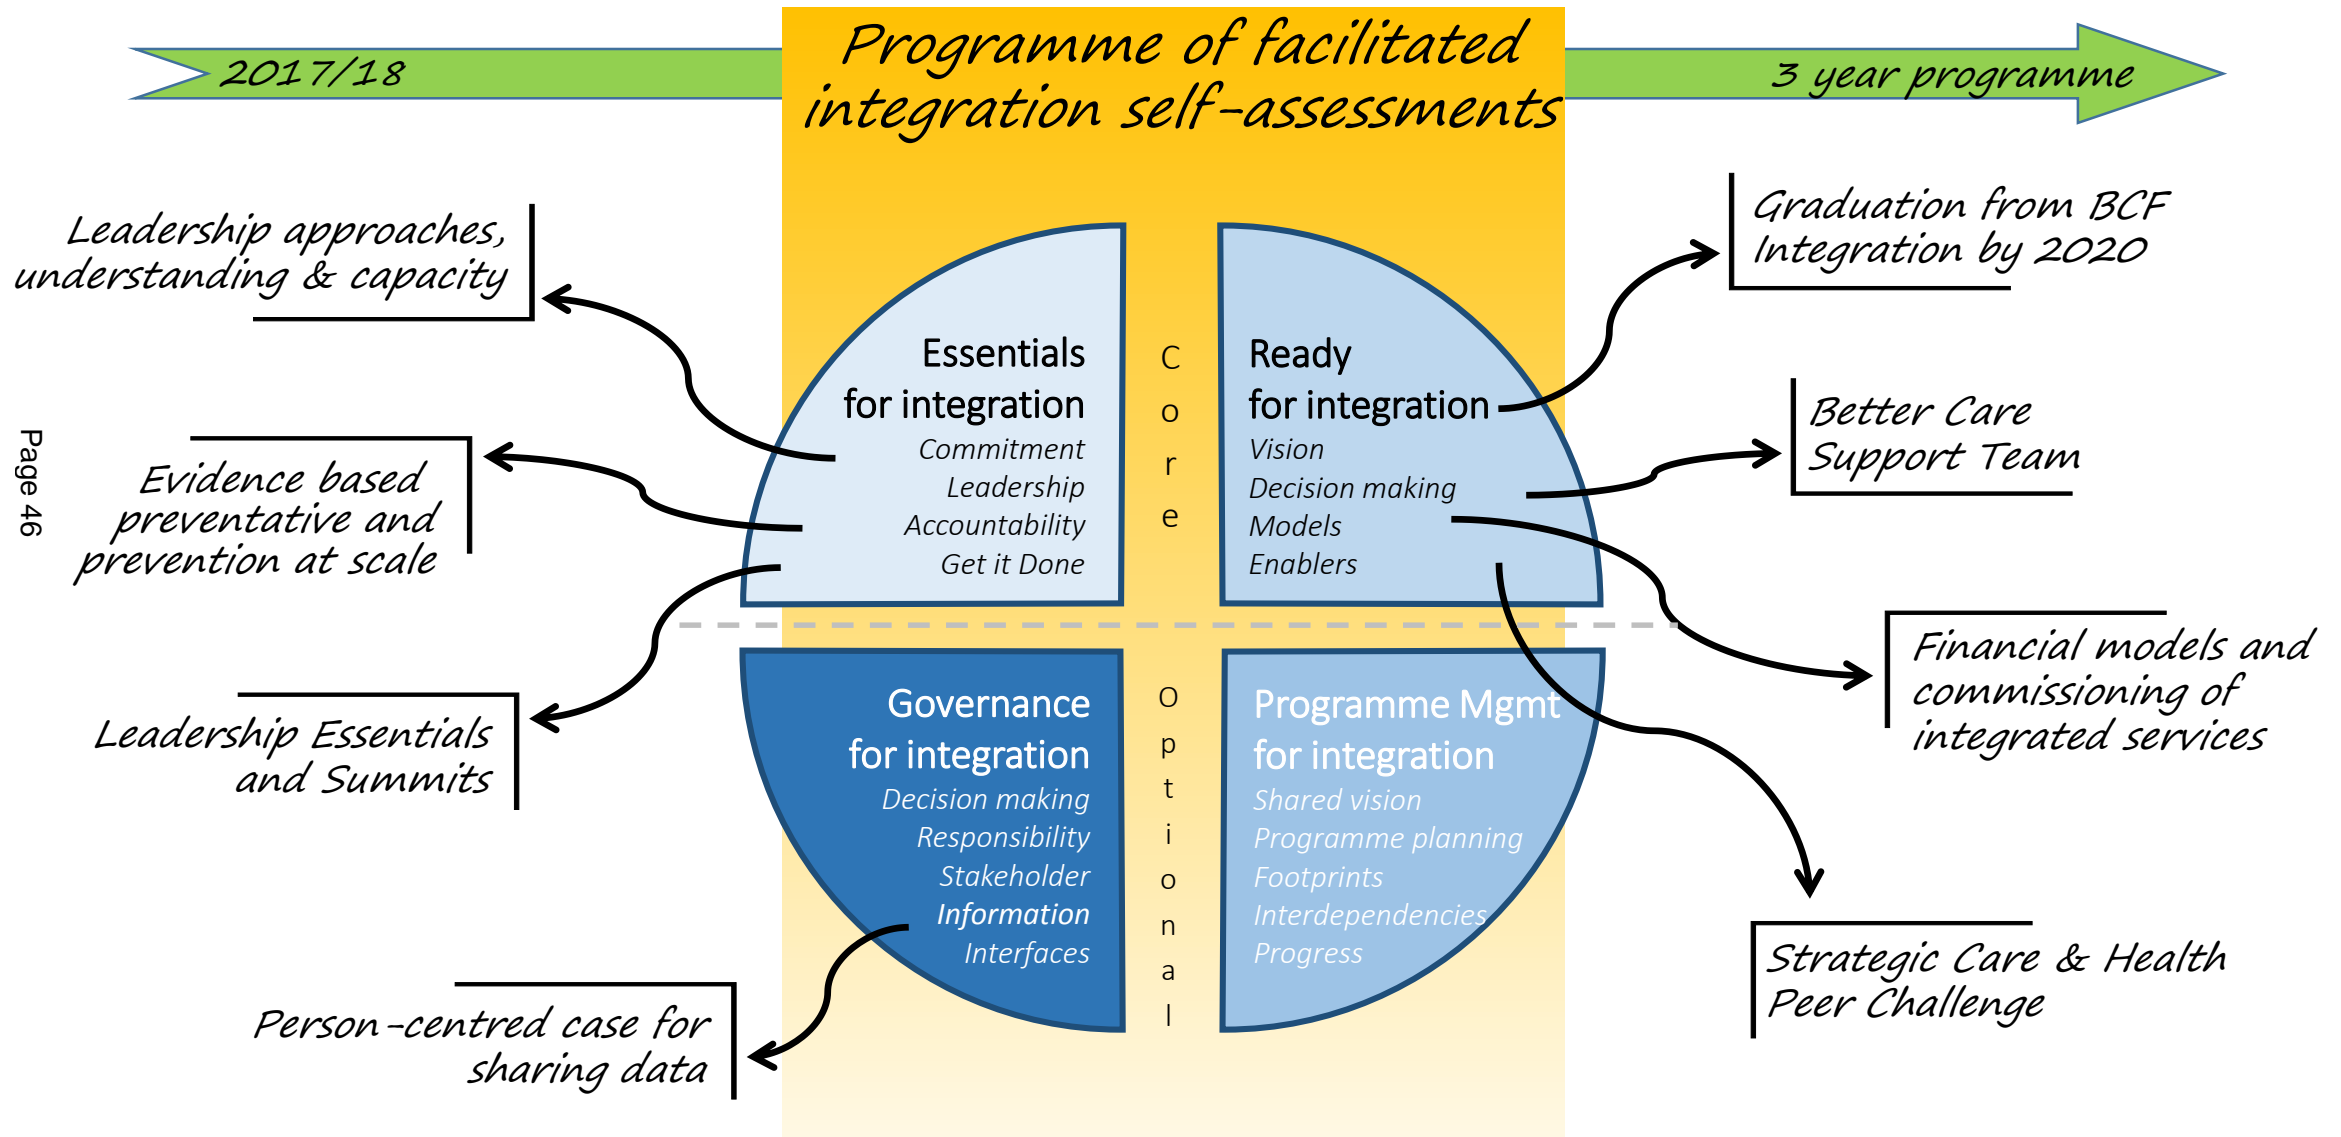 2017/18
Programme of facilitated
integration self-assessments
3 year programme
Leadership approaches,
understanding & capacity
Evidence based
preventative and
prevention at scale
Leadership Essentials
and Summits
Person-centred case for
sharing data
Essentials
for integration
Commitment
Leadership
Accountability
Get it Done
Core
Ready
for integration
Vision
Decision making
Models
Enablers
Governance
for integration
Decision making
Responsibility
Stakeholder
Information
Interfaces
Optional
Programme Mgmt
for integration
Shared vision
Programme planning
Footprints
Interdependencies
Progress
Graduation from BCF
Integration by 2020
Better Care
Support Team
Financial models and
commissioning of
integrated services
Strategic Care & Health
Peer Challenge
Page 46